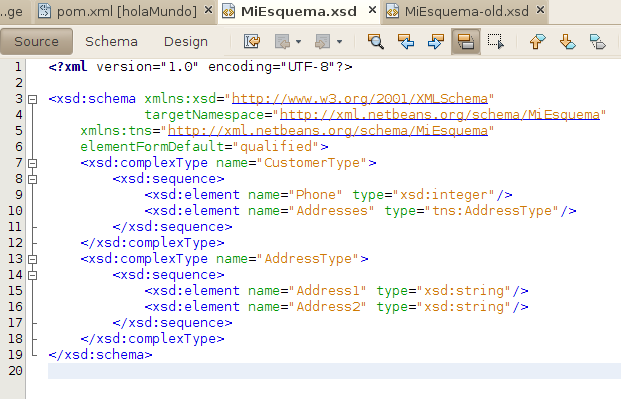 ..ge pom.xml [holaMundo] MiEsquema.xsd MiEsquema-old.xsd
Source Schema Design
1 <?xml version="1.0" encoding="UTF-8"?>
2
3 <xsd:schema xmlns:xsd="http://www.w3.org/2001/XMLSchema"
4 targetNamespace="http://xml.netbeans.org/schema/MiEsquema"
5 xmlns:tns="http://xml.netbeans.org/schema/MiEsquema"
6 elementFormDefault="qualified">
7 <xsd:complexType name="CustomerType">
8 <xsd:sequence>
9 <xsd:element name="Phone" type="xsd:integer"/>
10 <xsd:element name="Addresses" type="tns:AddressType"/>
11 </xsd:sequence>
12 </xsd:complexType>
13 <xsd:complexType name="AddressType">
14 <xsd:sequence>
15 <xsd:element name="Address1" type="xsd:string"/>
16 <xsd:element name="Address2" type="xsd:string"/>
17 </xsd:sequence>
18 </xsd:complexType>
19 </xsd:schema>
20